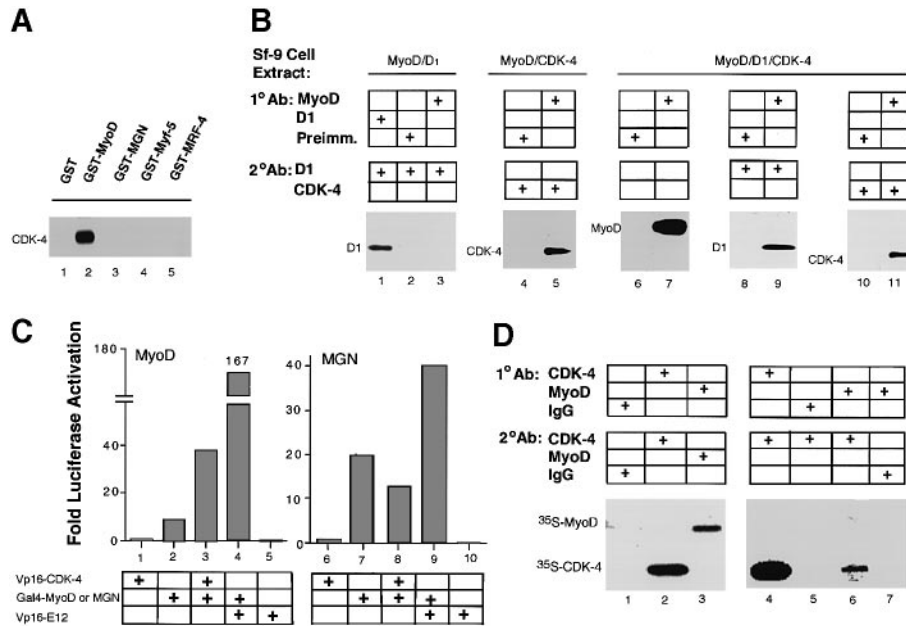 A
GST
GST-MyoD
GST-MGN
GST-Myf-5
GST-MRF-4
CDK-4
1 2 3 4 5
B
Sf-9 Cell
Extract:
MyoD/D1
MyoD/CDK-4
MyoD/D1/CDK-4
1° Ab: MyoD + + + + +
D1 +
Preimm. + + + + +
2° Ab: D1 + + + + +
CDK-4 + + + +
D1
CDK-4
MyoD
D1
CDK-4
1 2 3 4 5 6 7 8 9 10 11
C
Fold Luciferase Activation
180
40
20
0
MyoD
167
1 2 3 4 5
40
20
0
MGN
6 7 8 9 10
Vp16-CDK-4 + + + +
Gal4-MyoD or MGN + + + + + +
Vp16-E12 + + + +
D
1° Ab: CDK-4 + +
MyoD + + +
IgG + +
2° Ab: CDK-4 + + + +
MyoD +
IgG + +
35S-MyoD
35S-CDK-4
1 2 3 4 5 6 7